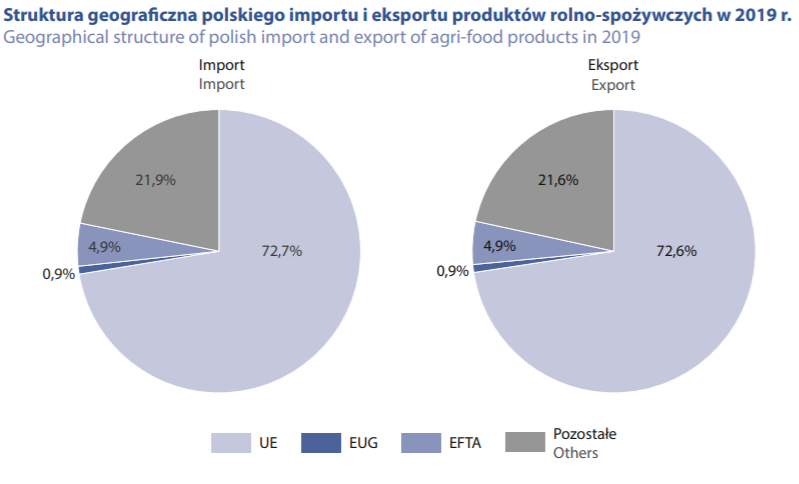 Struktura geograficzna polskiego importu i eksportu produktów rolno-spożywczych w 2019 r.
Geographical structure of polish import and export of agri-food products in 2019
Import
Import
21,9%
4,9%
0,9%
72,7%
Eksport
Export
21,6%
4,9%
0,9%
72,6%
UE
EUG
EFTA
Pozostałe
Others